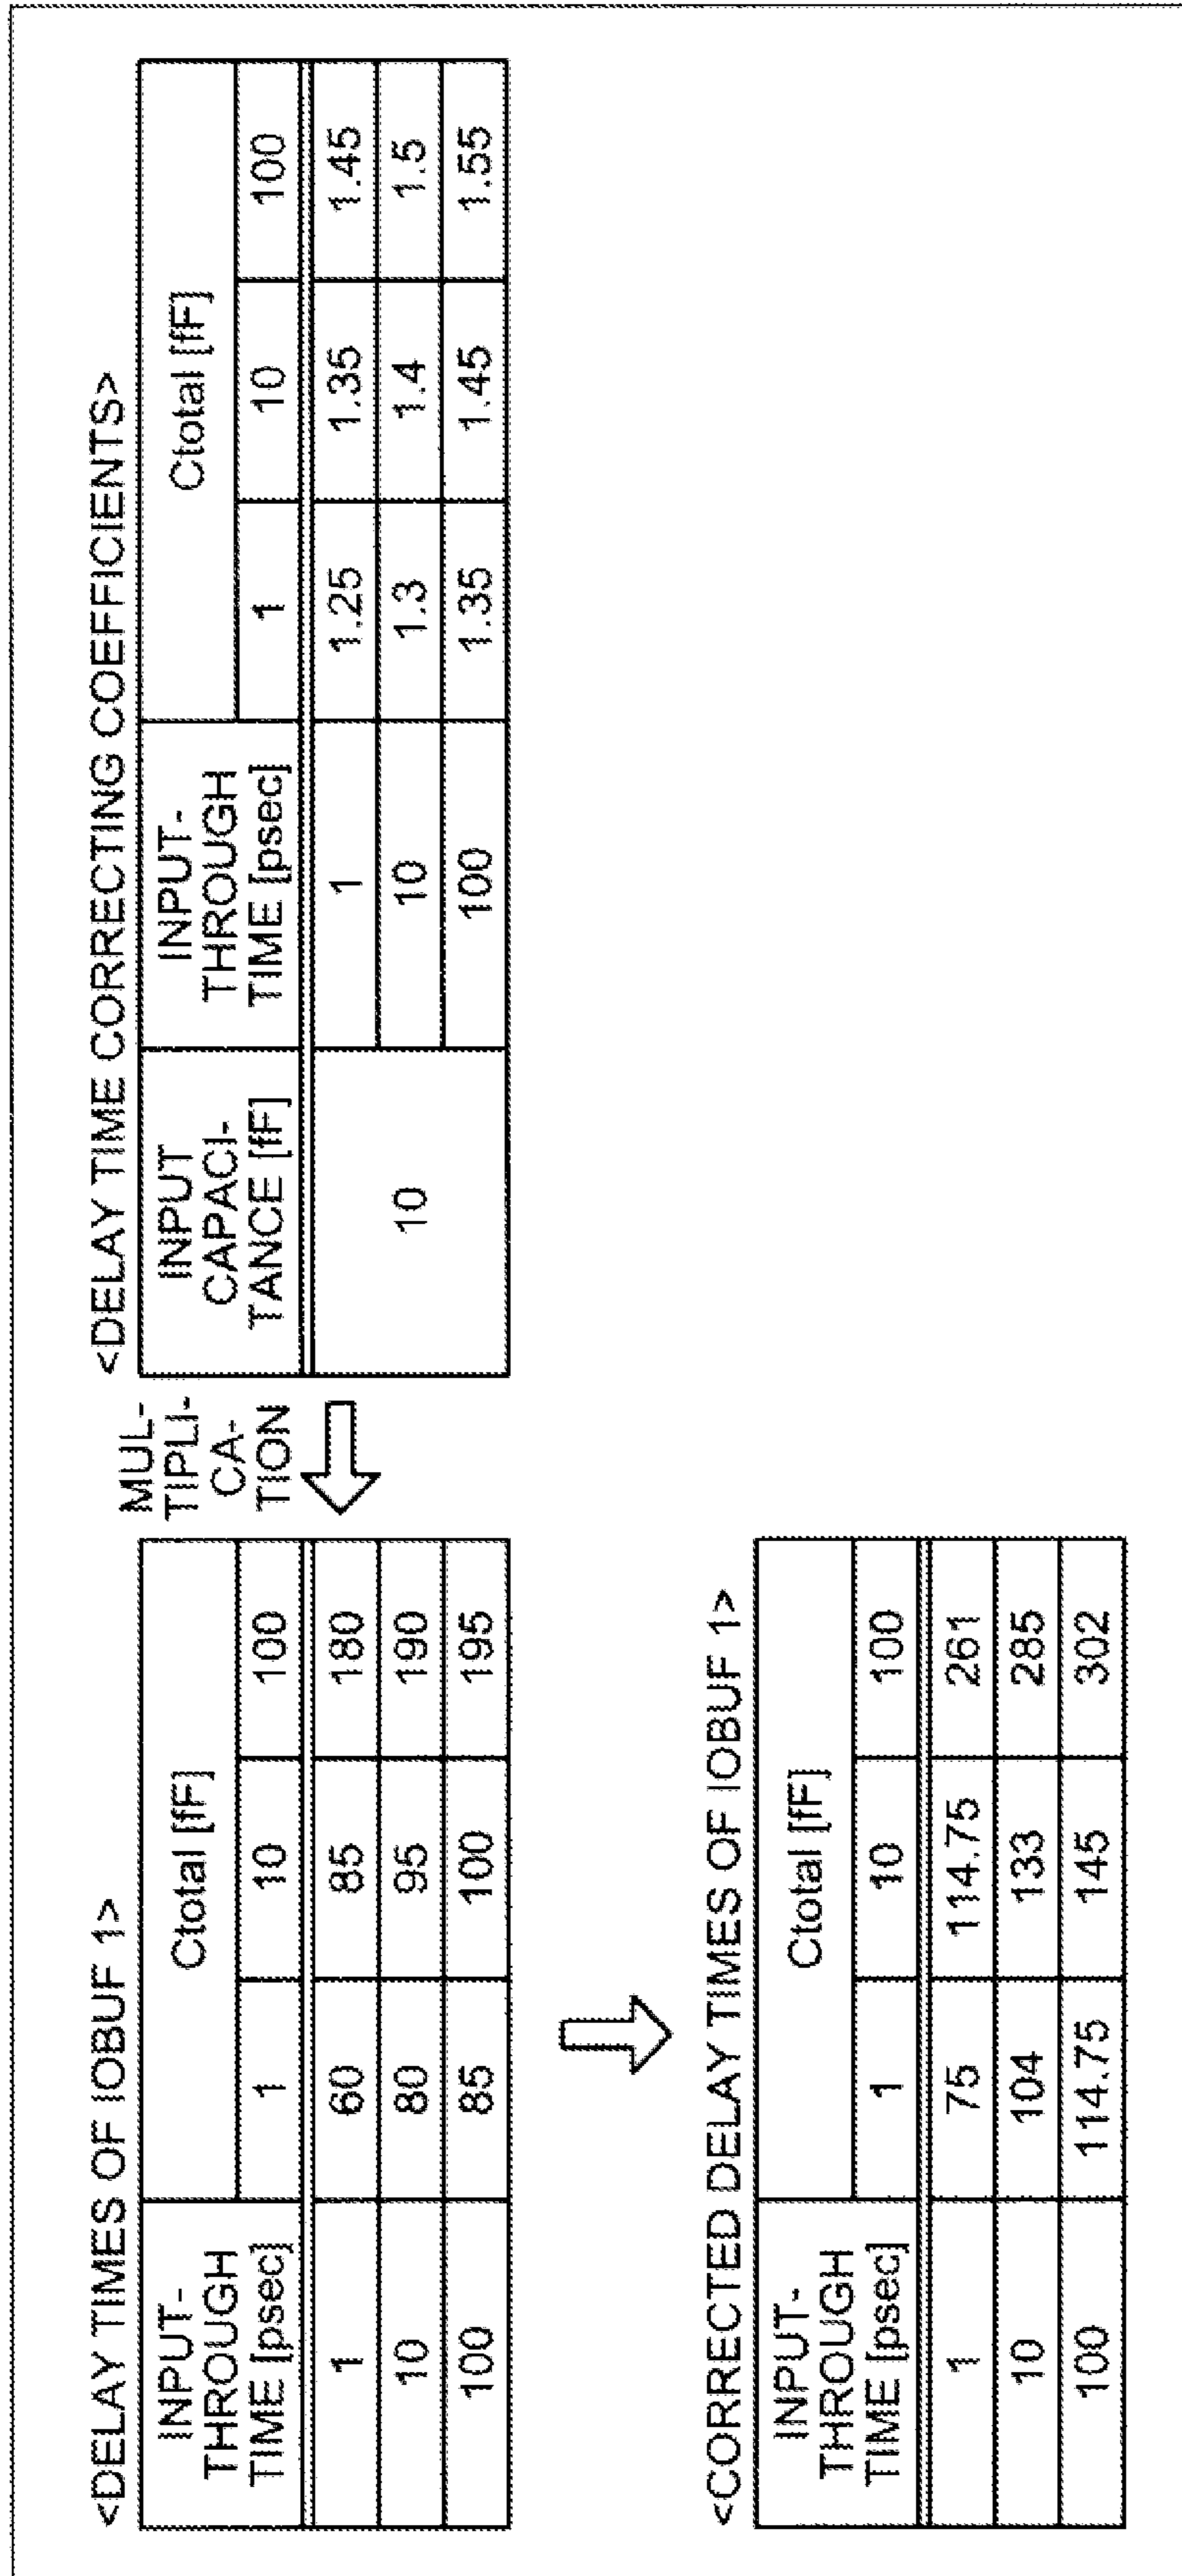 <DELAY TIMES OF IOBUF 1>
INPUT-
THROUGH
TIME [psec]
Ctotal [fF]
1 10 100
1 60 85 180
10 80 95 190
100 85 100 195
MUL-
TIPLI-
CA-
TION
<DELAY TIME CORRECTING COEFFICIENTS>
INPUT
CAPACI-
TANCE [fF]
INPUT-
THROUGH
TIME [psec]
Ctotal [fF]
1 10 100
10
1 1.25 1.35 1.45
10 1.3 1.4 1.5
100 1.35 1.45 1.55
<CORRECTED DELAY TIMES OF IOBUF 1>
INPUT-
THROUGH
TIME [psec]
Ctotal [fF]
1 10 100
1 75 114.75 261
10 104 133 285
100 114.75 145 302